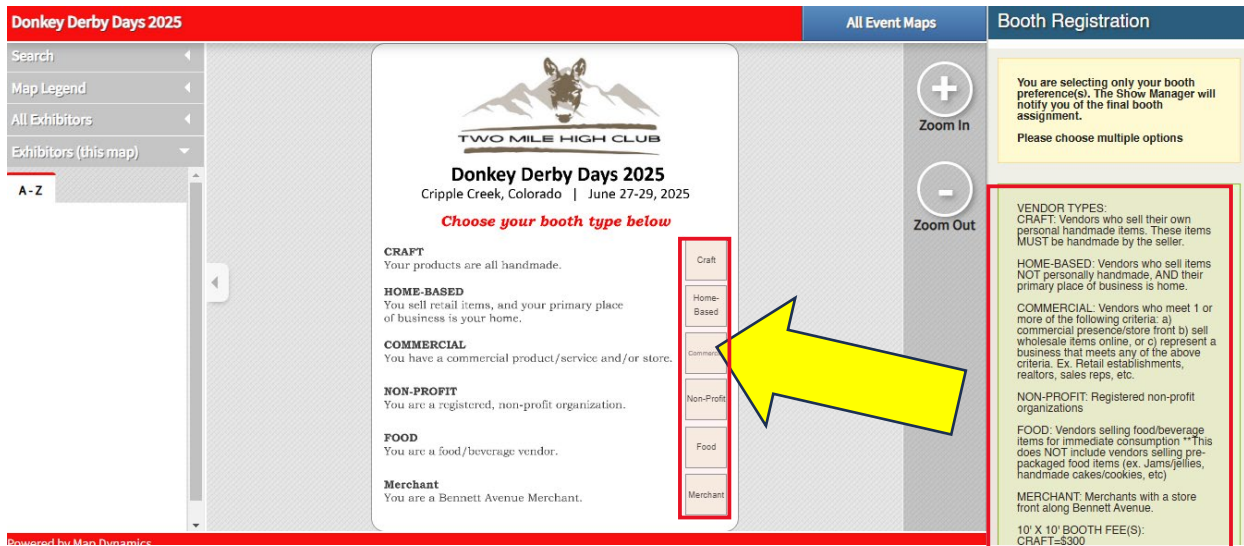 Donkey Derby Days 2025
All Event Maps
Booth Registration
Search
Map Legend
All Exhibitors
Exhibitors (this map)
A - Z
TWO MILE HIGH CLUB
Donkey Derby Days 2025
Cripple Creek, Colorado | June 27-29, 2025
Choose your booth type below
CRAFT
Your products are all handmade.
Craft
HOME-BASED
You sell retail items, and your primary place
of business is your home.
Home-
Based
COMMERCIAL
You have a commercial product/service and/or store.
NON-PROFIT
You are a registered, non-profit organization.
Non-Profit
FOOD
You are a food/beverage vendor.
Food
Merchant
You are a Bennett Avenue Merchant.
Merchant
+
Zoom In
-
Zoom Out
You are selecting only your booth
preference(s). The Show Manager will
notify you of the final booth
assignment.
Please choose multiple options
VENDOR TYPES:
CRAFT: Vendors who sell their own
personal handmade items. These items
MUST be handmade by the seller.
HOME-BASED: Vendors who sell items
NOT personally handmade, AND their
primary place of business is home.
COMMERCIAL: Vendors who meet 1 or
more of the following criteria: a)
commercial presence/store front b) sell
wholesale items online, or c) represent a
business that meets any of the above
criteria. Ex. Retail establishments,
realtors, sales reps, etc.
NON-PROFIT: Registered non-profit
organizations
FOOD: Vendors selling food/beverage
items for immediate consumption **This
does NOT include vendors selling pre-
packaged food items (ex. Jams/jellies,
handmade cakes/cookies, etc)
MERCHANT: Merchants with a store
front along Bennett Avenue.
10' X 10' BOOTH FEE(S):
CRAFT=$300
Powered by Map Dynamics